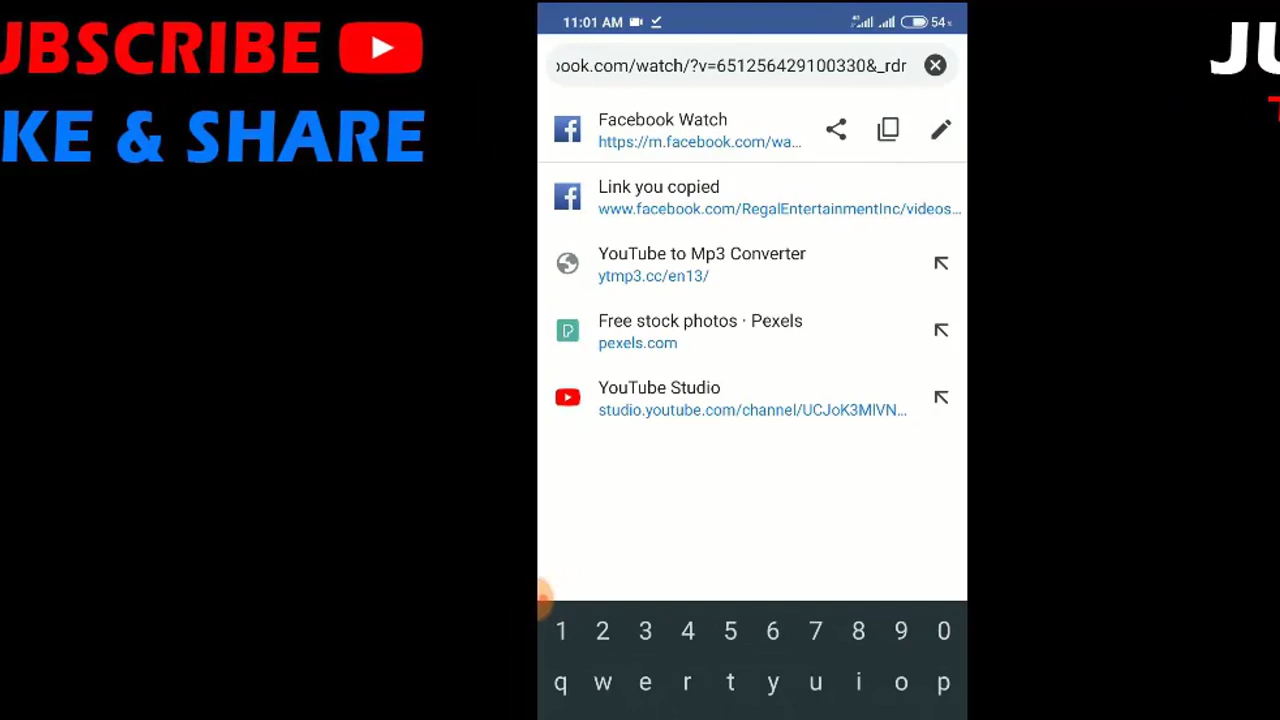 UBSCRIBE
KE & SHARE
JU
11:01 AM
54%
ook.com/watch/?v=651256429100330&_rdr
Facebook Watch
https://m.facebook.com/wa...
Link you copied
www.facebook.com/RegalEntertainmentInc/videos...
YouTube to Mp3 Converter
ytmp3.cc/en13/
Free stock photos · Pexels
pexels.com
YouTube Studio
studio.youtube.com/channel/UCJoK3MlVN...
1 2 3 4 5 6 7 8 9 0
q w e r t y u i o p